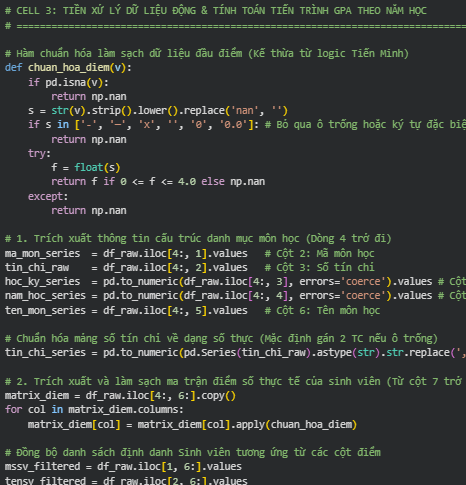 # CELL 3: TIỀN XỬ LÝ DỮ LIỆU ĐỘNG & TÍNH TOÁN TIẾN TRÌNH GPA THEO NĂM HỌC
# ==============================================================================
# Hàm chuẩn hóa làm sạch dữ liệu đầu điểm (Kế thừa từ logic Tiến Minh)
def chuan_hoa_diem(v):
    if pd.isna(v):
        return np.nan
    s = str(v).strip().lower().replace('nan', '')
    if s in ['-', '—', 'x', '', '0', '0.0']: # Bỏ qua ô trống hoặc ký tự đặc biệ
        return np.nan
    try:
        f = float(s)
        return f if 0 <= f <= 4.0 else np.nan
    except:
        return np.nan
# 1. Trích xuất thông tin cấu trúc danh mục môn học (Dòng 4 trở đi)
ma_mon_series  = df_raw.iloc[4:, 1].values   # Cột 2: Mã môn học
tin_chi_raw    = df_raw.iloc[4:, 2].values   # Cột 3: Số tín chỉ
hoc_ky_series  = pd.to_numeric(df_raw.iloc[4:, 3], errors='coerce').values # Cột
nam_hoc_series = pd.to_numeric(df_raw.iloc[4:, 4], errors='coerce').values # Cột
ten_mon_series = df_raw.iloc[4:, 5].values   # Cột 6: Tên môn học
# Chuẩn hóa mảng số tín chỉ về dạng số thực (Mặc định gán 2 TC nếu ô trống)
tin_chi_series = pd.to_numeric(pd.Series(tin_chi_raw).astype(str).str.replace(',
# 2. Trích xuất và làm sạch ma trận điểm số thực tế của sinh viên (Từ cột 7 trở
matrix_diem = df_raw.iloc[4:, 6:].copy()
for col in matrix_diem.columns:
    matrix_diem[col] = matrix_diem[col].apply(chuan_hoa_diem)
# Đồng bộ danh sách định danh Sinh viên tương ứng từ các cột điểm
mssv_filtered = df_raw.iloc[1, 6:].values
tensv_filtered = df_raw.iloc[2, 6:].values